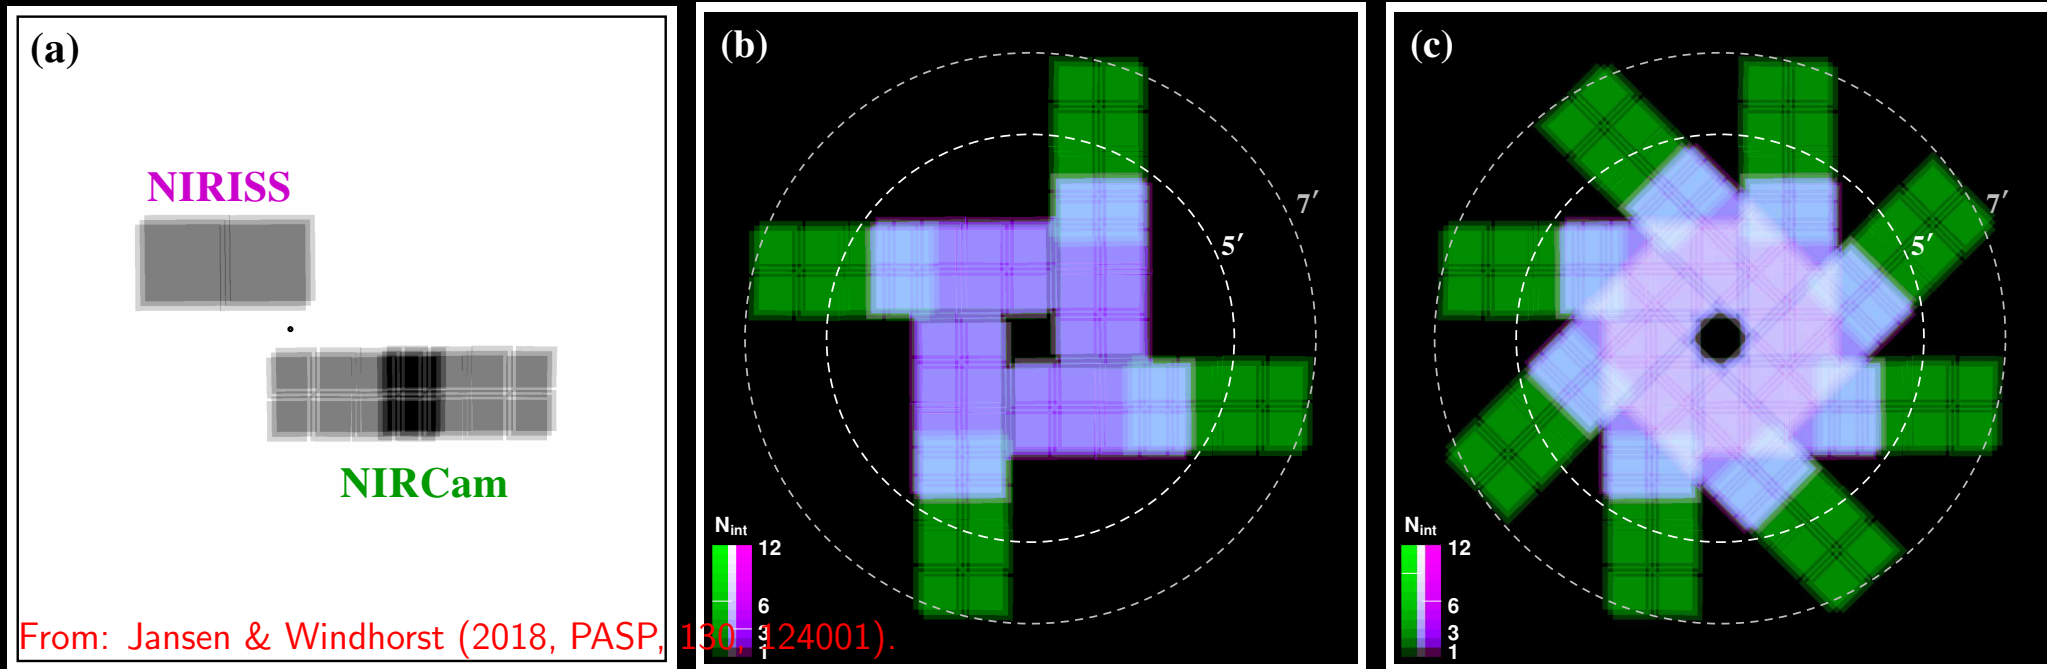 (a)
NIRISS
NIRCam
(b)
7′
5′
N_int
12
6
3
1
(c)
7′
5′
N_int
12
6
3
1
From: Jansen & Windhorst (2018, PASP, 130, 124001).